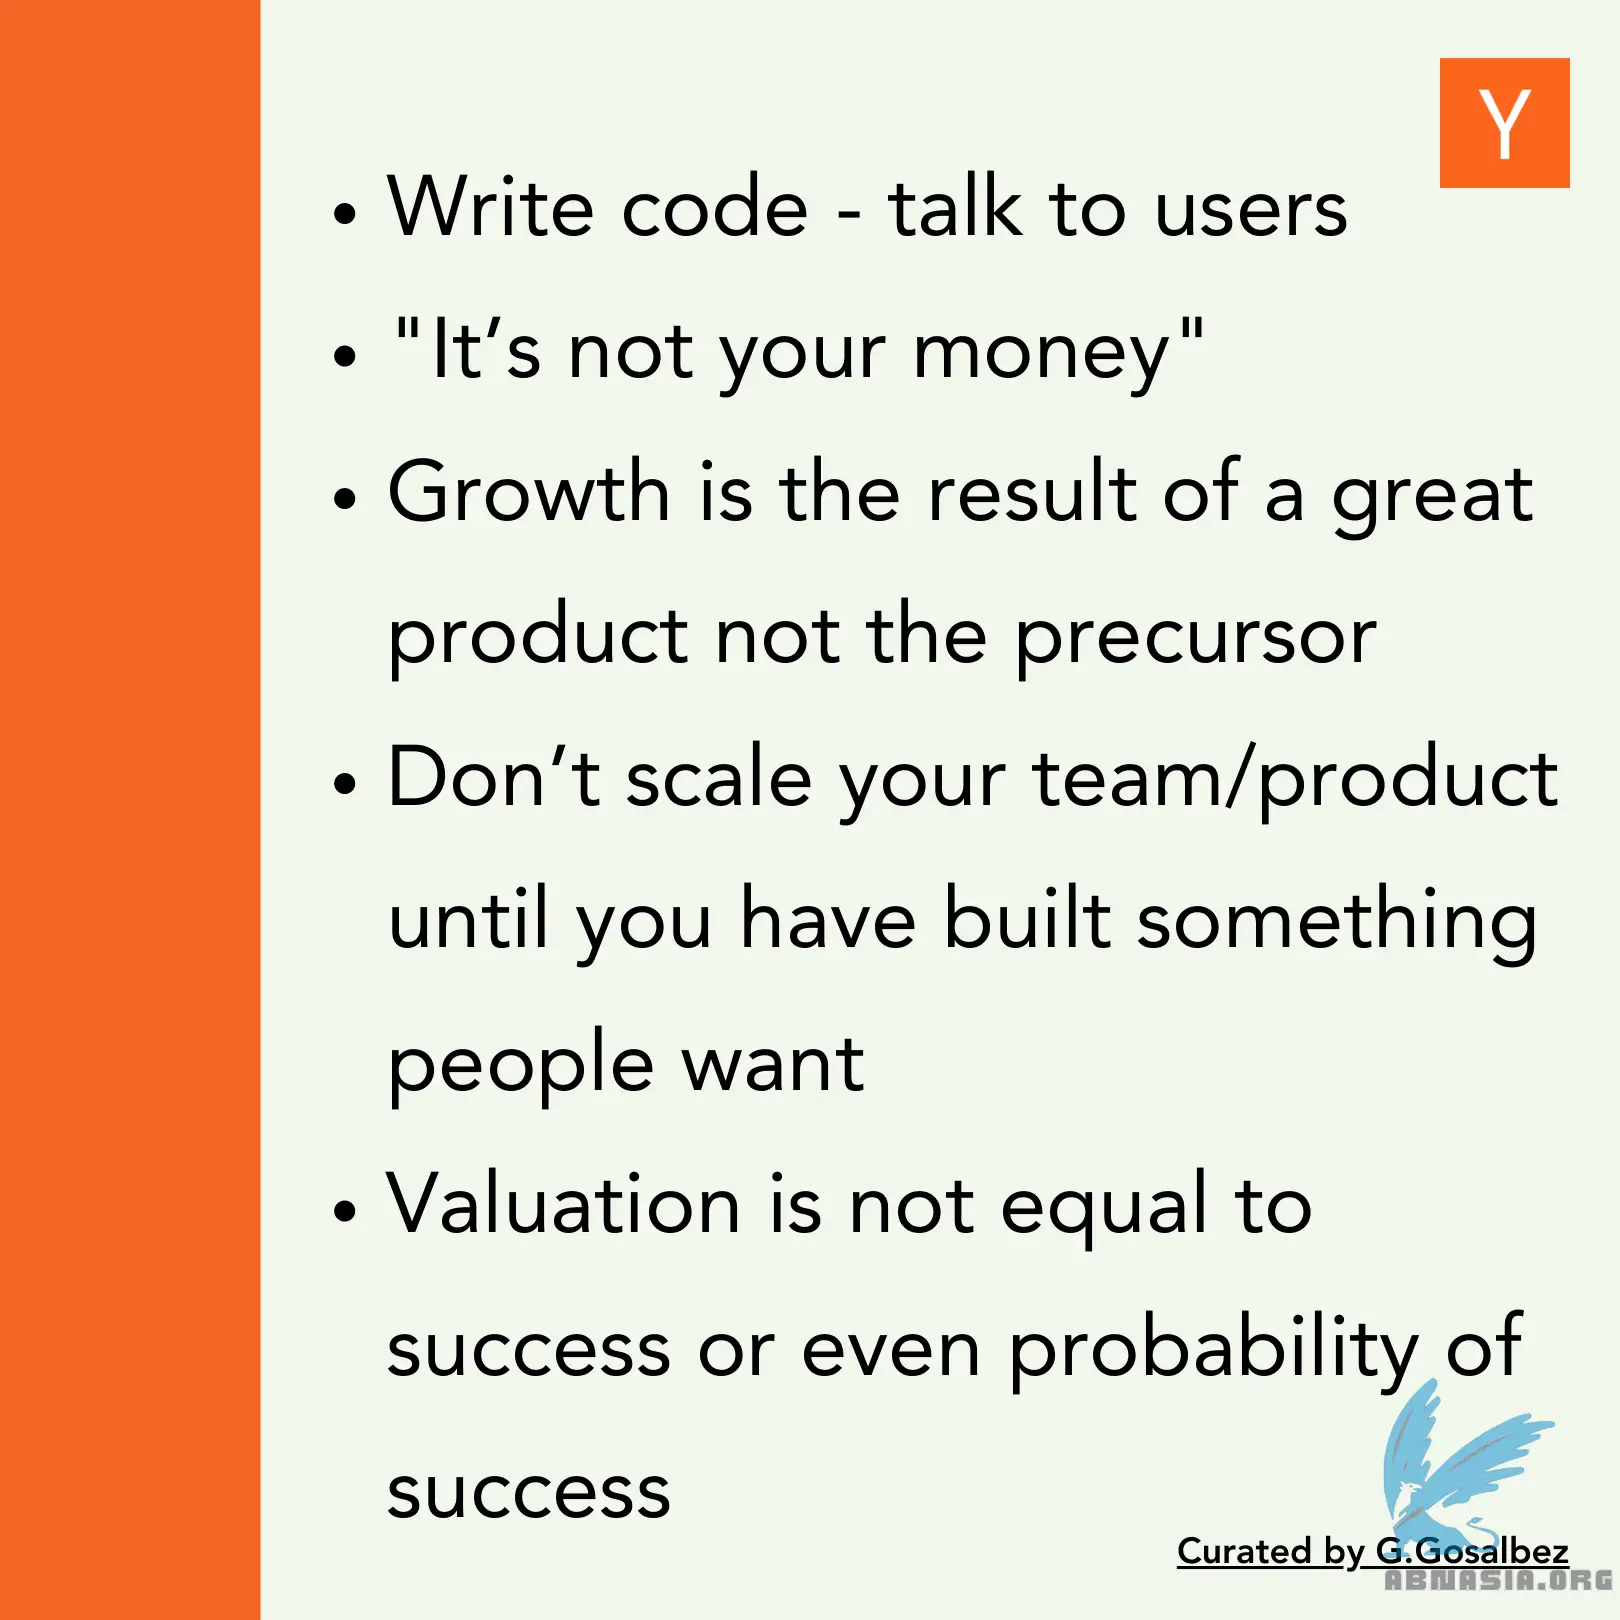 Y
• Write code - talk to users
• "It’s not your money"
• Growth is the result of a great
product not the precursor
• Don’t scale your team/product
until you have built something
people want
• Valuation is not equal to
success or even probability of
success
Curated by G.Gosalbez
ABNASIA.ORG